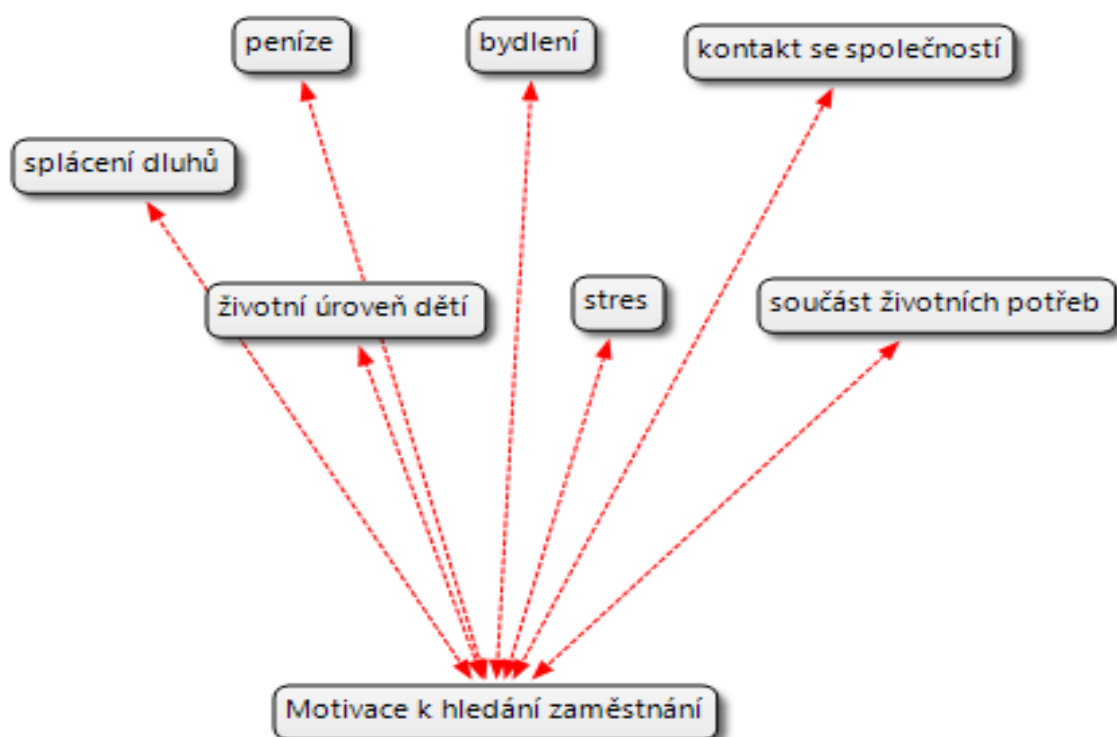 peníze
bydlení
kontakt se společností
splácení dluhů
životní úroveň dětí
stres
součást životních potřeb
Motivace k hledání zaměstnání